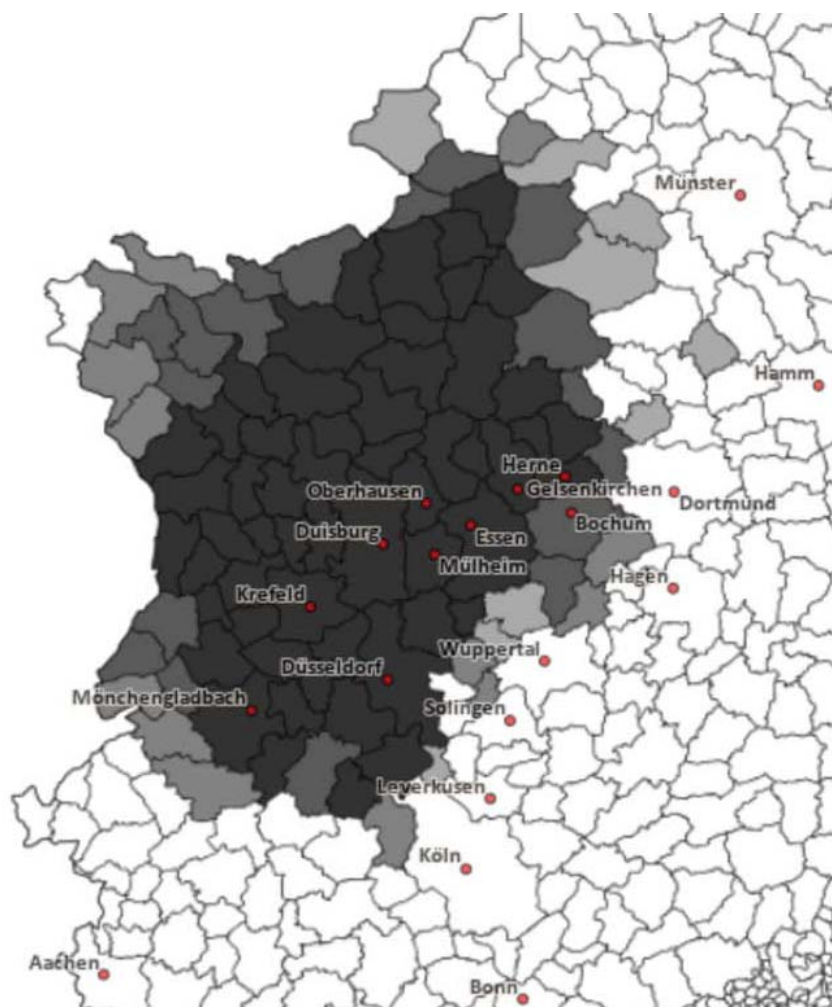 Münster
Hamm
Herne
Oberhausen
Gelsenkirchen
Dortmund
Duisburg
Essen
Bochum
Mülheim
Hagen
Krefeld
Wuppertal
Düsseldorf
Mönchengladbach
Solingen
Leverkusen
Köln
Aachen
Bonn